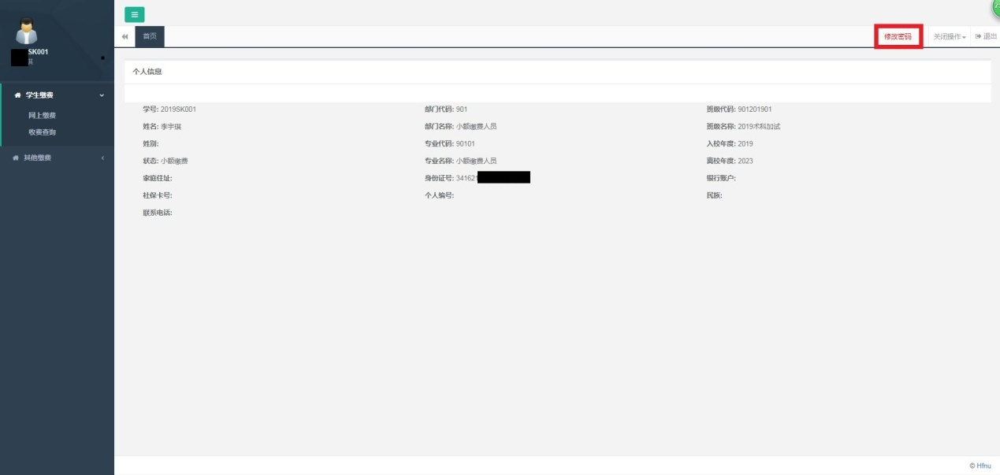 SK001
首页
修改密码
关闭操作
退出
个人信息
学生缴费
网上缴费
收费查询
其他缴费
学号: 2019SK001 部门代码: 901 班级代码: 901201901
姓名: 李宇琪 部门名称: 小额缴费人员 班级名称: 2019术科加试
性别: 专业代码: 90101 入校年度: 2019
状态: 小额缴费 专业名称: 小额缴费人员 离校年度: 2023
家庭住址: 身份证号: 341621 银行账户:
社保卡号: 个人编号: 民族:
联系电话:
© Hfnu